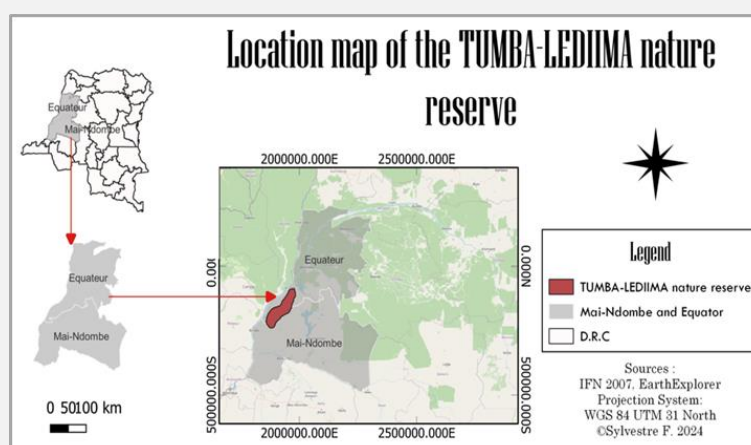 Location map of the TUMBA-LEDIIMA nature
reserve
Equateur
Mai-Ndombe
Equateur
Mai-Ndombe
0 50100 km
2000000.000E 2500000.000E
0.000N
500000.000S
500000.000S
Equateur
Mai-Ndombe
2000000.000E 2500000.000E
Legend
TUMBA-LEDIIMA nature reserve
Mai-Ndombe and Equator
D.R.C
Sources :
IFN 2007, EarthExplorer
Projection System:
WGS 84 UTM 31 North
©Sylvestre F. 2024